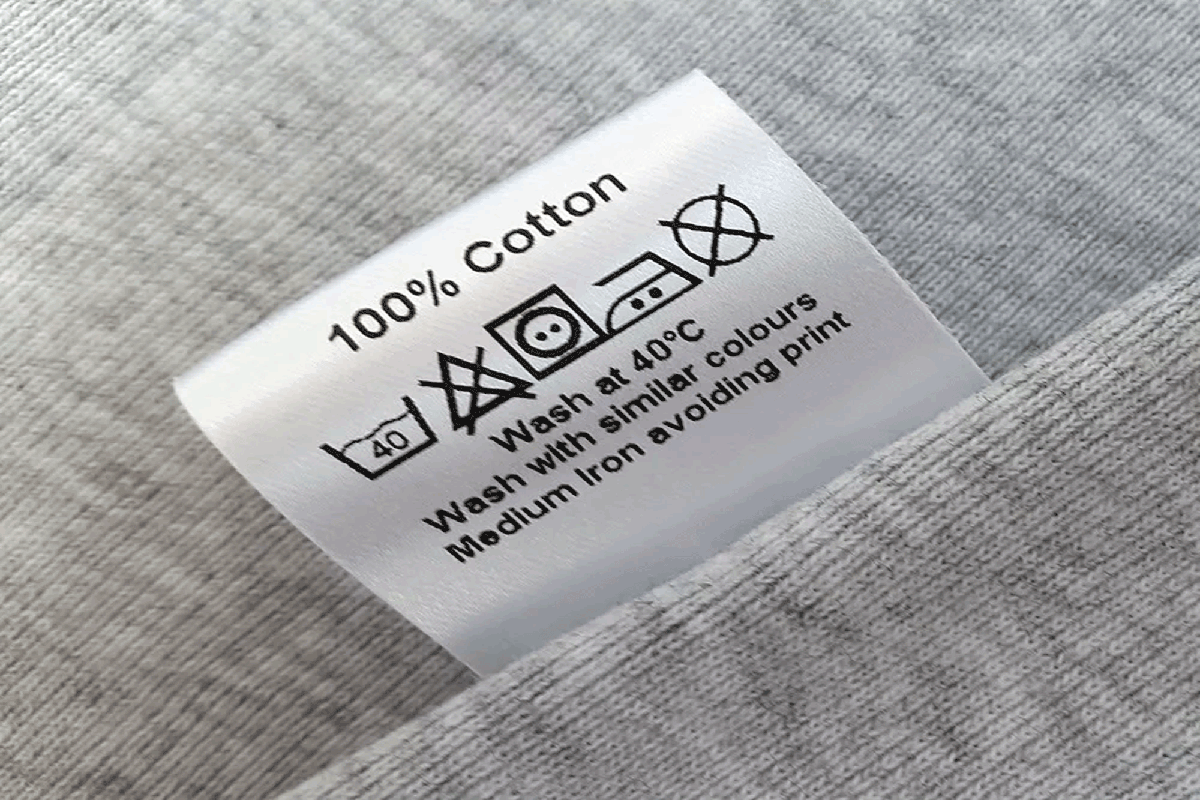 100% Cotton
40
Wash at 40°C
Wash with similar colours
Medium Iron avoiding print